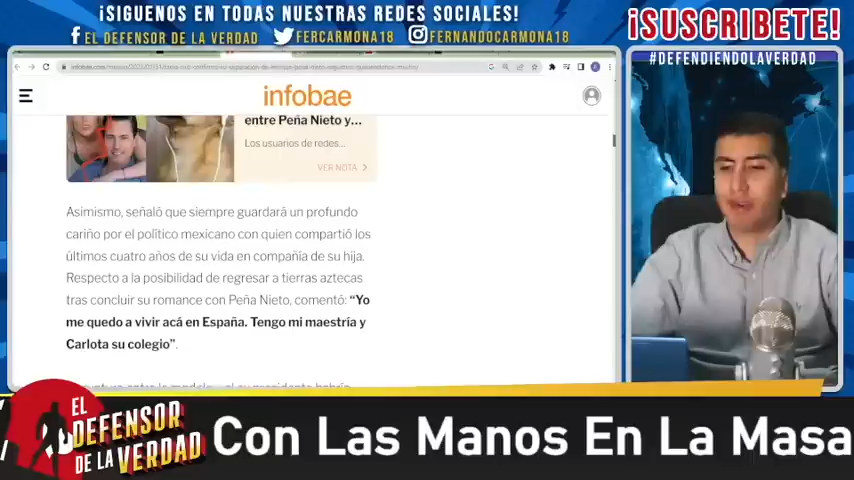 ¡SIGUENOS EN TODAS NUESTRAS REDES SOCIALES!
EL DEFENSOR DE LA VERDAD
FERCARMONA18
FERNANDOCARMONA18
¡SUSCRIBETE!
#DEFENDIENDOLAVERDAD
infobae
entre Peña Nieto y...
Los usuarios de redes...
VER NOTA
Asimismo, señaló que siempre guardará un profundo
cariño por el político mexicano con quien compartió los
últimos cuatro años de su vida en compañía de su hija.
Respecto a la posibilidad de regresar a tierras aztecas
tras concluir su romance con Peña Nieto, comentó: “Yo
me quedo a vivir acá en España. Tengo mi maestría y
Carlota su colegio”.
EL
DEFENSOR
DE LA VERDAD
Con Las Manos En La Masa